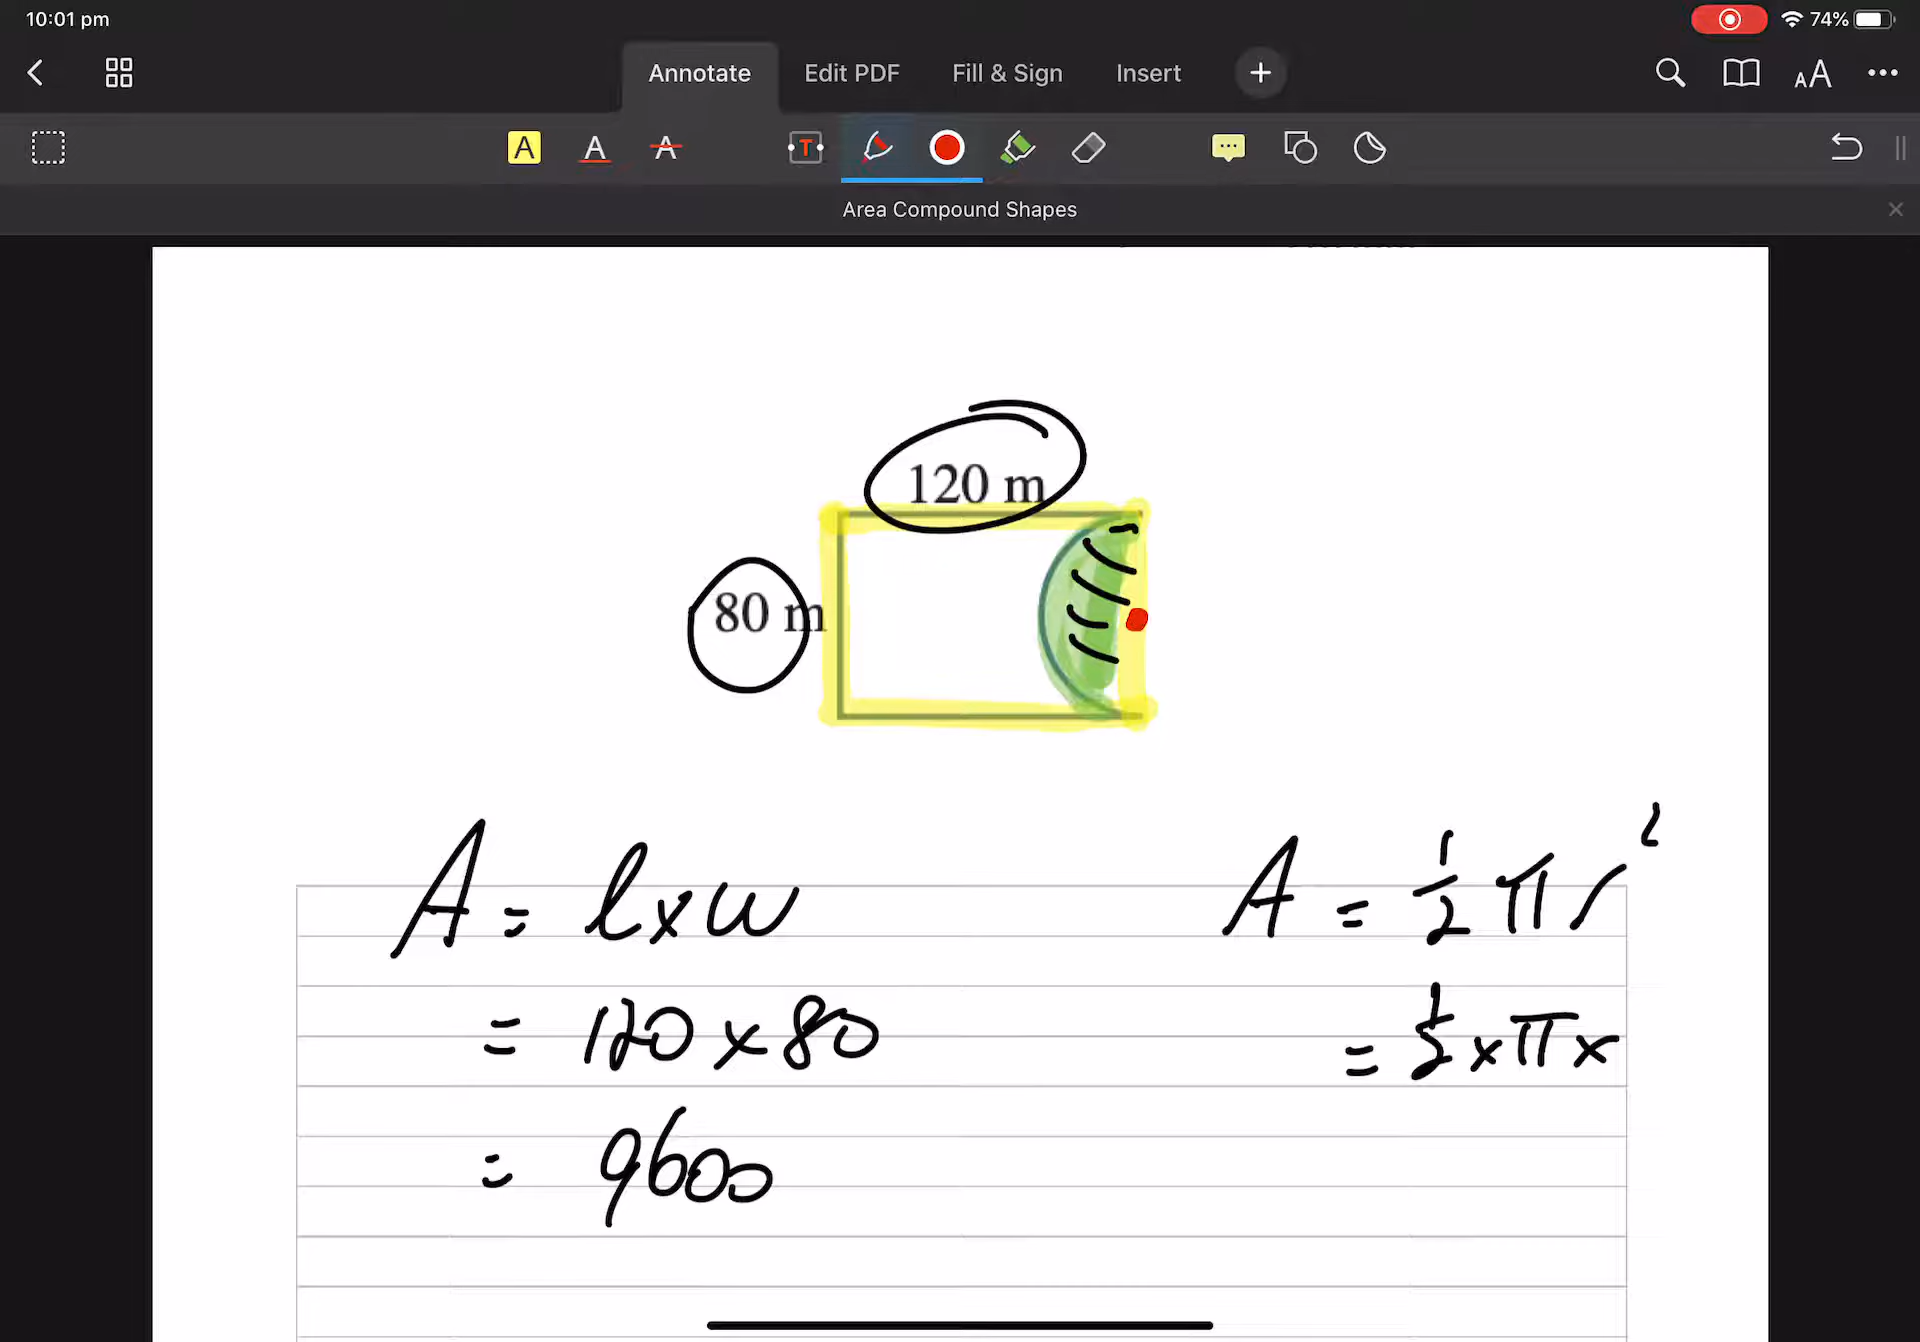 10:01 pm
74%
Annotate
Edit PDF
Fill & Sign
Insert
AA
A A A T
Area Compound Shapes
120 m
80 m
A = l x w
A = 1/2 π r²
= 120 x 80
= 1/2 x π x
= 9600